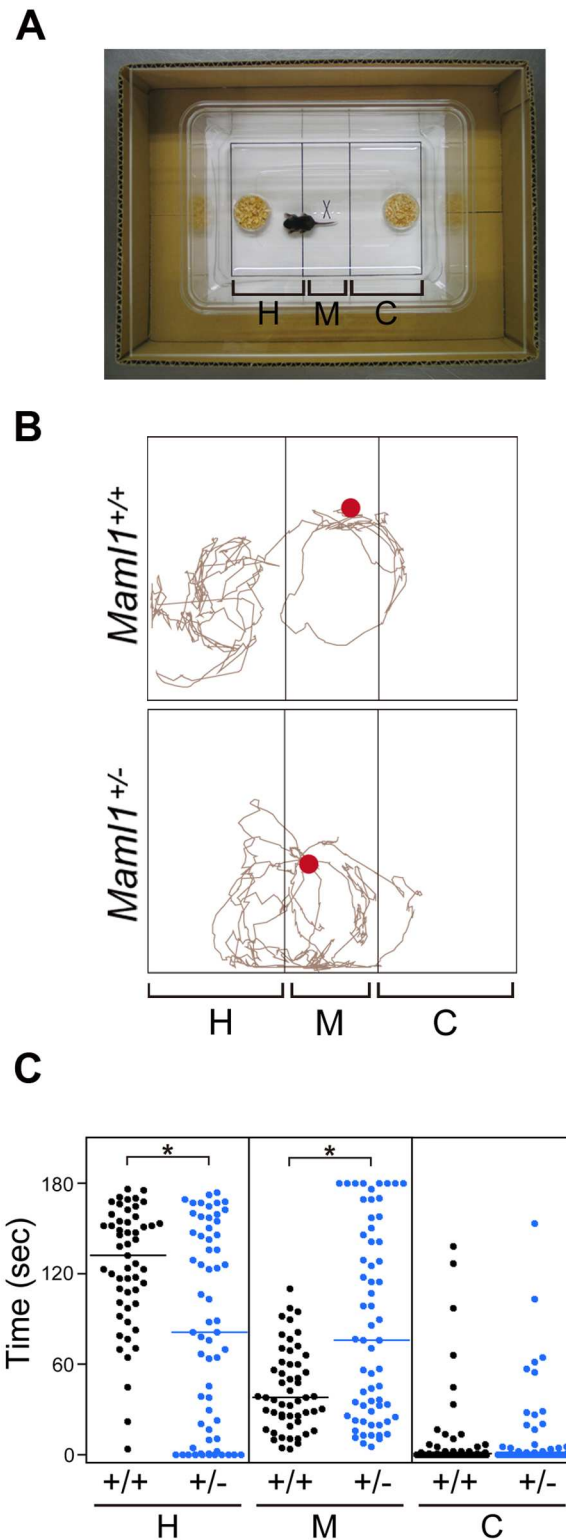 A
H M C
B
Maml1+/+
Maml1+/-
H M C
C
* *
Time (sec)
180
120
60
0
+/+ +/- +/+ +/- +/+ +/-
H M C